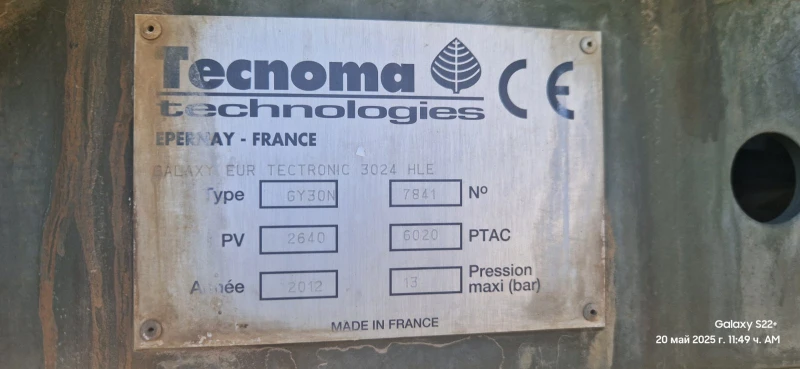 Tecnoma
technologies
CE
EPERNAY - FRANCE
GALAXY EUR TECTRONIC 3024 HLE
Type GY30N 7841 N°
PV 2640 6020 PTAC
Année 2012 13 Pression maxi (bar)
MADE IN FRANCE
Galaxy S22+
20 май 2025 г. 11:49 ч. AM